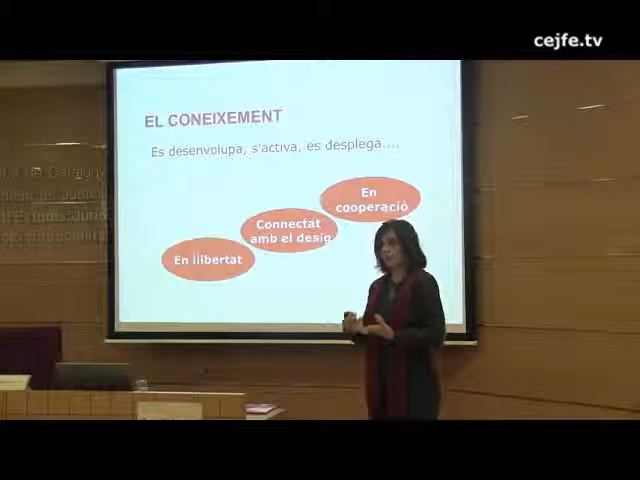 cejfe.tv
EL CONEIXEMENT
Es desenvolupa, s'activa, es desplega....
En
cooperació
Connectat
amb el desig
En llibertat